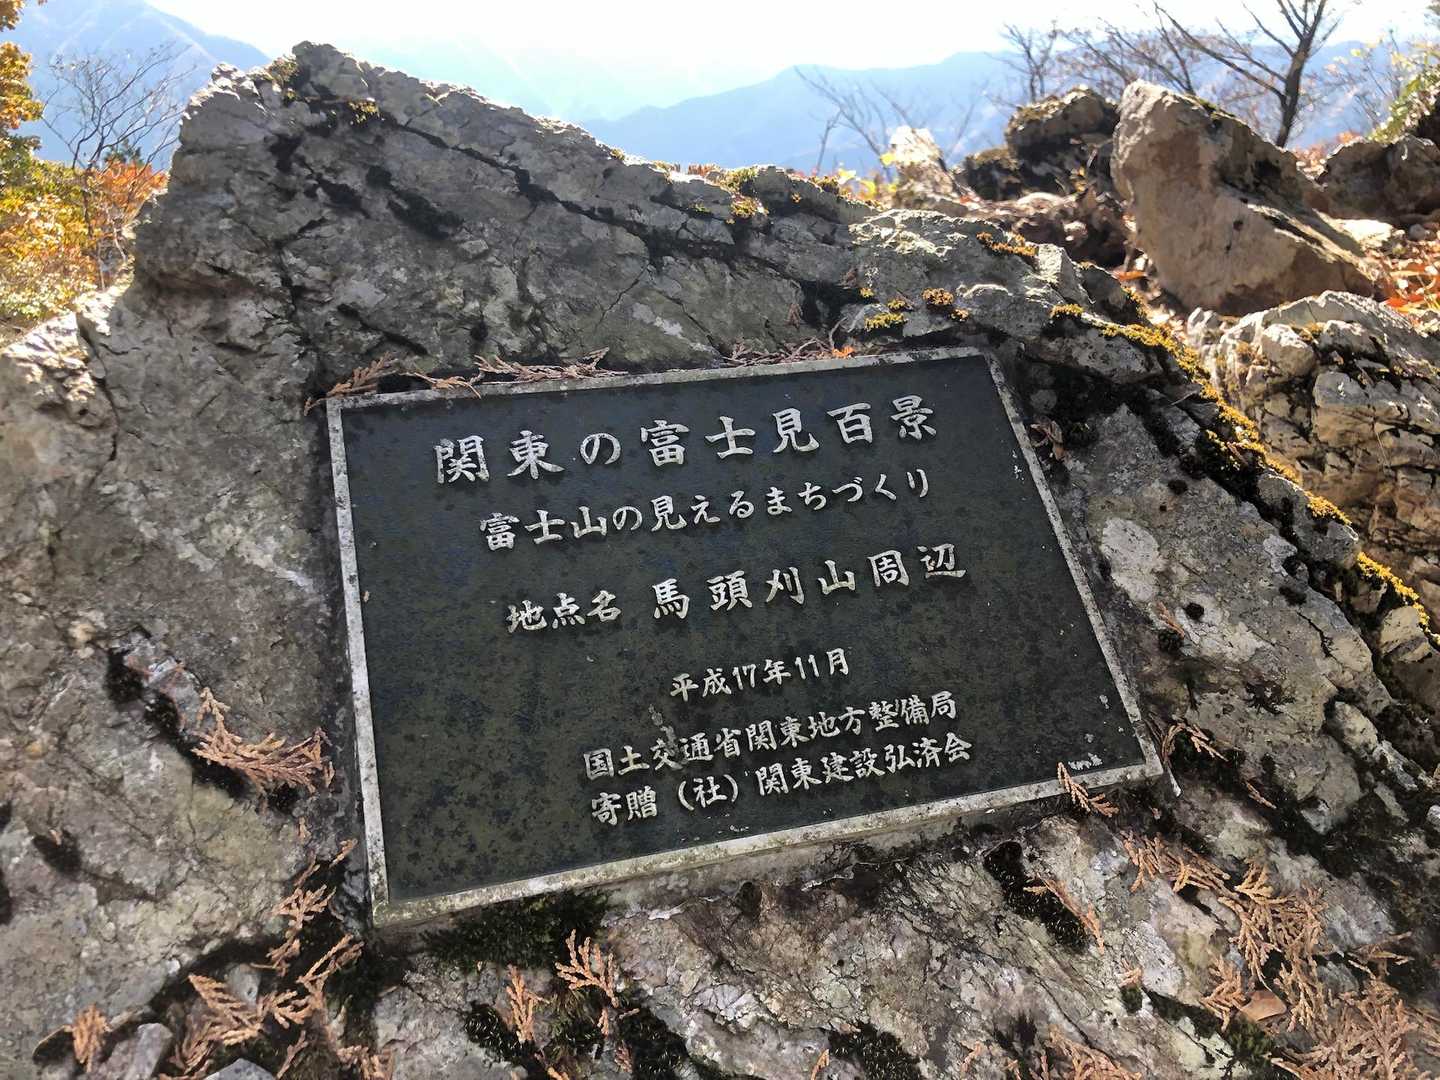 関東の富士見百景
富士山の見えるまちづくり
地点名 馬頭刈山周辺
平成17年11月
国土交通省関東地方整備局
寄贈（社）関東建設弘済会